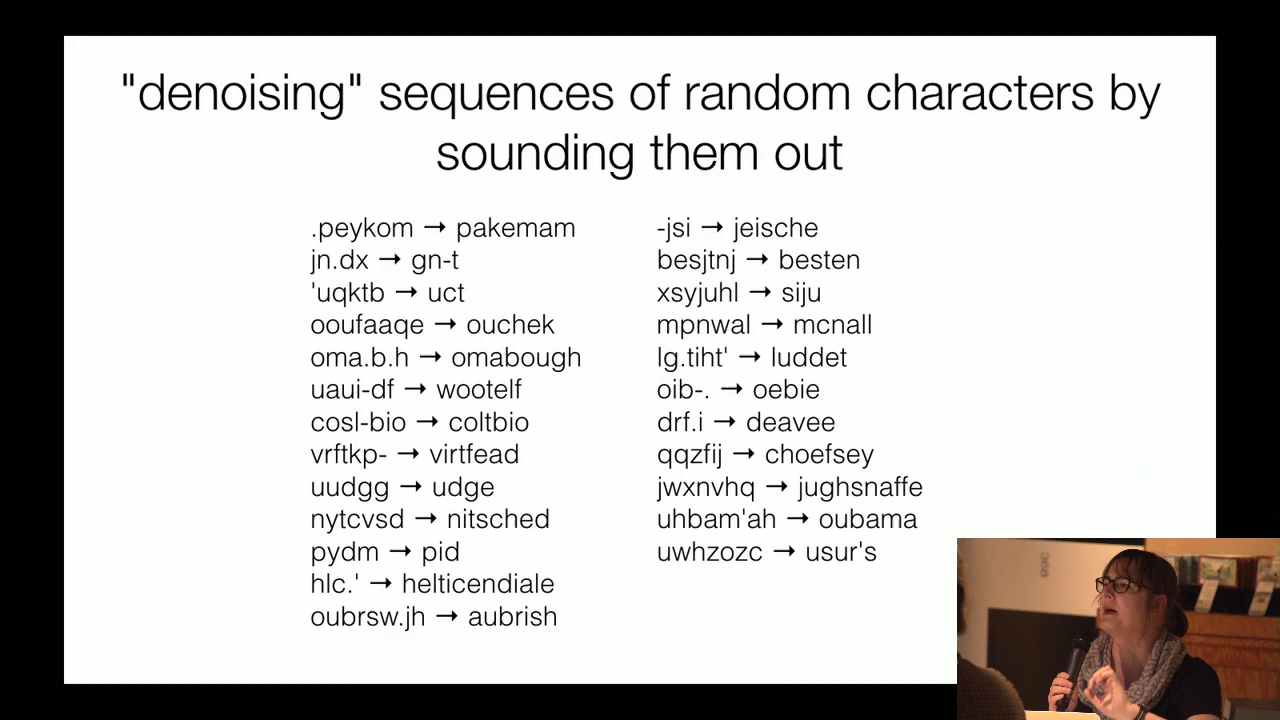 "denoising" sequences of random characters by
sounding them out
.peykom → pakemam
jn.dx → gn-t
'uqktb → uct
ooufaaqe → ouchek
oma.b.h → omabough
uaui-df → wootelf
cosl-bio → coltbio
vrftkp- → virtfead
uudgg → udge
nytcvsd → nitsched
pydm → pid
hlc.' → helticendiale
oubrsw.jh → aubrish
-jsi → jeische
besjtnj → besten
xsyjuhl → siju
mpnwal → mcnall
lg.tiht' → luddet
oib-. → oebie
drf.i → deavee
qqzfij → choefsey
jwxnvhq → jughsnaffe
uhbam'ah → oubama
uwhzozc → usur's